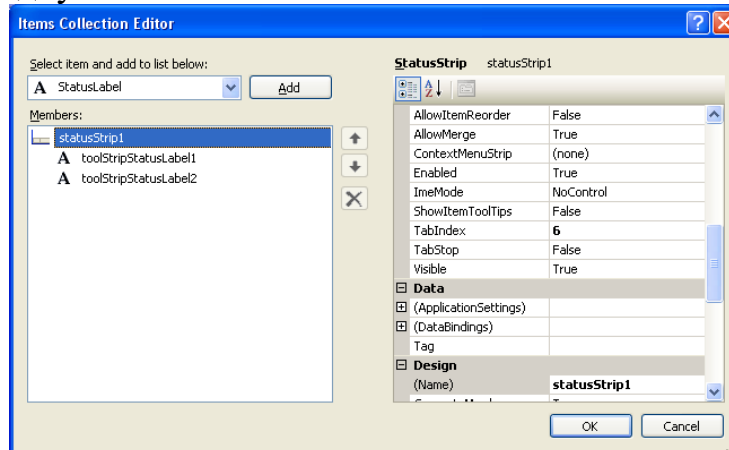 Items Collection Editor
Select item and add to list below:
A StatusLabel
Add
Members:
statusStrip1
A toolStripStatusLabel1
A toolStripStatusLabel2
StatusStrip statusStrip1
AllowItemReorder False
AllowMerge True
ContextMenuStrip (none)
Enabled True
ImeMode NoControl
ShowItemToolTips False
TabIndex 6
TabStop False
Visible True
Data
(ApplicationSettings)
(DataBindings)
Tag
Design
(Name) statusStrip1
OK Cancel